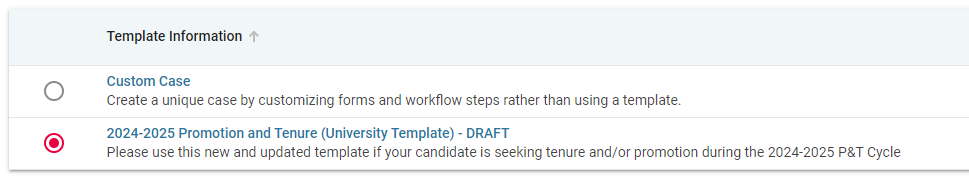 Template Information ↑
Custom Case
Create a unique case by customizing forms and workflow steps rather than using a template.
2024-2025 Promotion and Tenure (University Template) - DRAFT
Please use this new and updated template if your candidate is seeking tenure and/or promotion during the 2024-2025 P&T Cycle